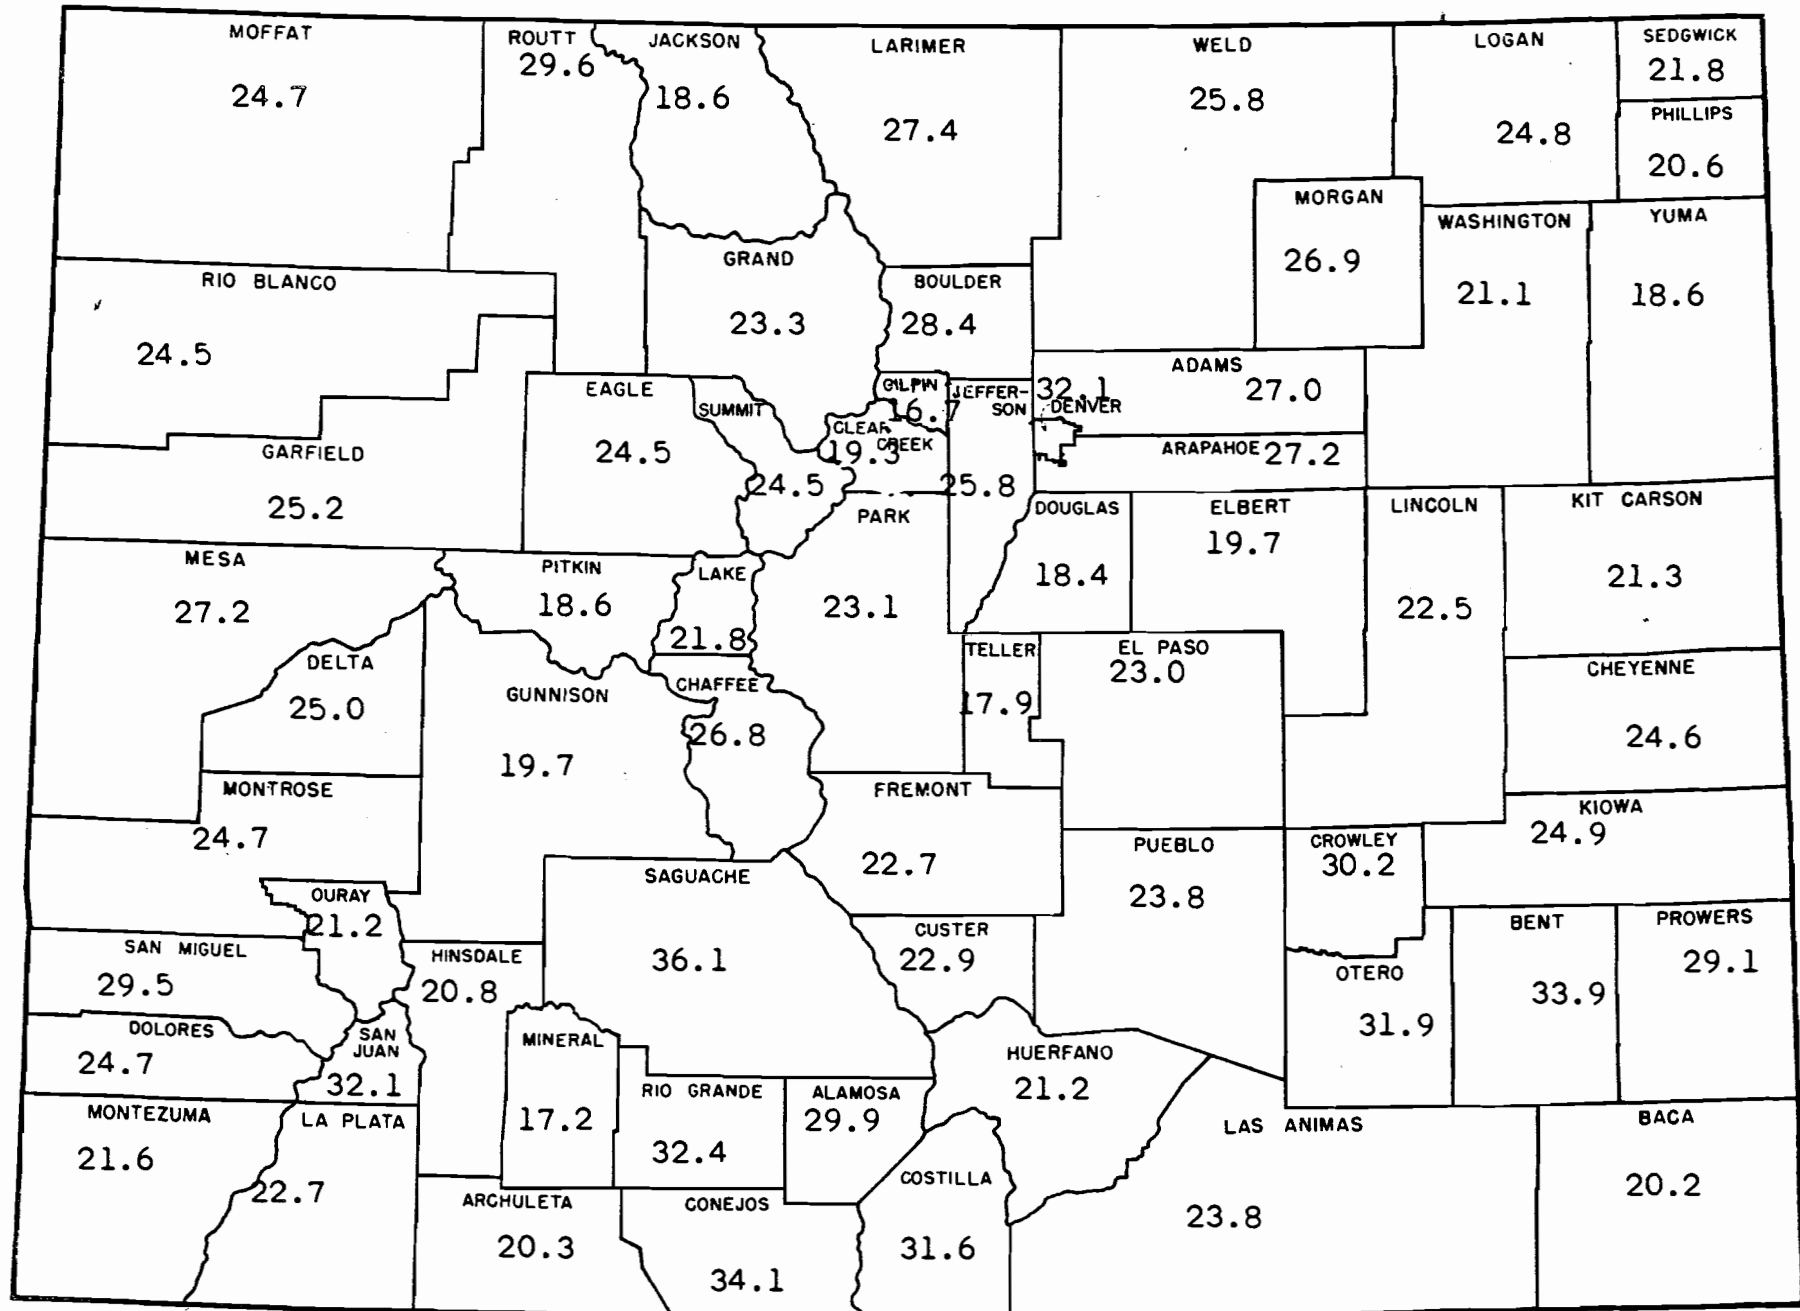 MOFFAT
24.7
ROUTT
29.6
JACKSON
18.6
LARIMER
27.4
WELD
25.8
LOGAN
24.8
SEDGWICK
21.8
PHILLIPS
20.6
MORGAN
26.9
WASHINGTON
21.1
YUMA
18.6
RIO BLANCO
24.5
GRAND
23.3
BOULDER
28.4
GILPIN
16.7
JEFFER-
SON
25.8
32.1
DENVER
ADAMS
27.0
ARAPAHOE 27.2
EAGLE
24.5
SUMMIT
24.5
CLEAR
CREEK
19.3
GARFIELD
25.2
PARK
23.1
DOUGLAS
18.4
ELBERT
19.7
LINCOLN
22.5
KIT CARSON
21.3
MESA
27.2
PITKIN
18.6
LAKE
21.8
TELLER
17.9
EL PASO
23.0
CHEYENNE
24.6
DELTA
25.0
GUNNISON
19.7
CHAFFEE
26.8
FREMONT
22.7
MONTROSE
24.7
KIOWA
24.9
CROWLEY
30.2
PUEBLO
23.8
OURAY
21.2
SAGUACHE
36.1
CUSTER
22.9
BENT
33.9
PROWERS
29.1
SAN MIGUEL
29.5
HINSDALE
20.8
OTERO
31.9
DOLORES
24.7
SAN
JUAN
32.1
MINERAL
17.2
HUERFANO
21.2
RIO GRANDE
32.4
ALAMOSA
29.9
MONTEZUMA
21.6
LA PLATA
22.7
LAS ANIMAS
23.8
BACA
20.2
ARCHULETA
20.3
CONEJOS
34.1
COSTILLA
31.6